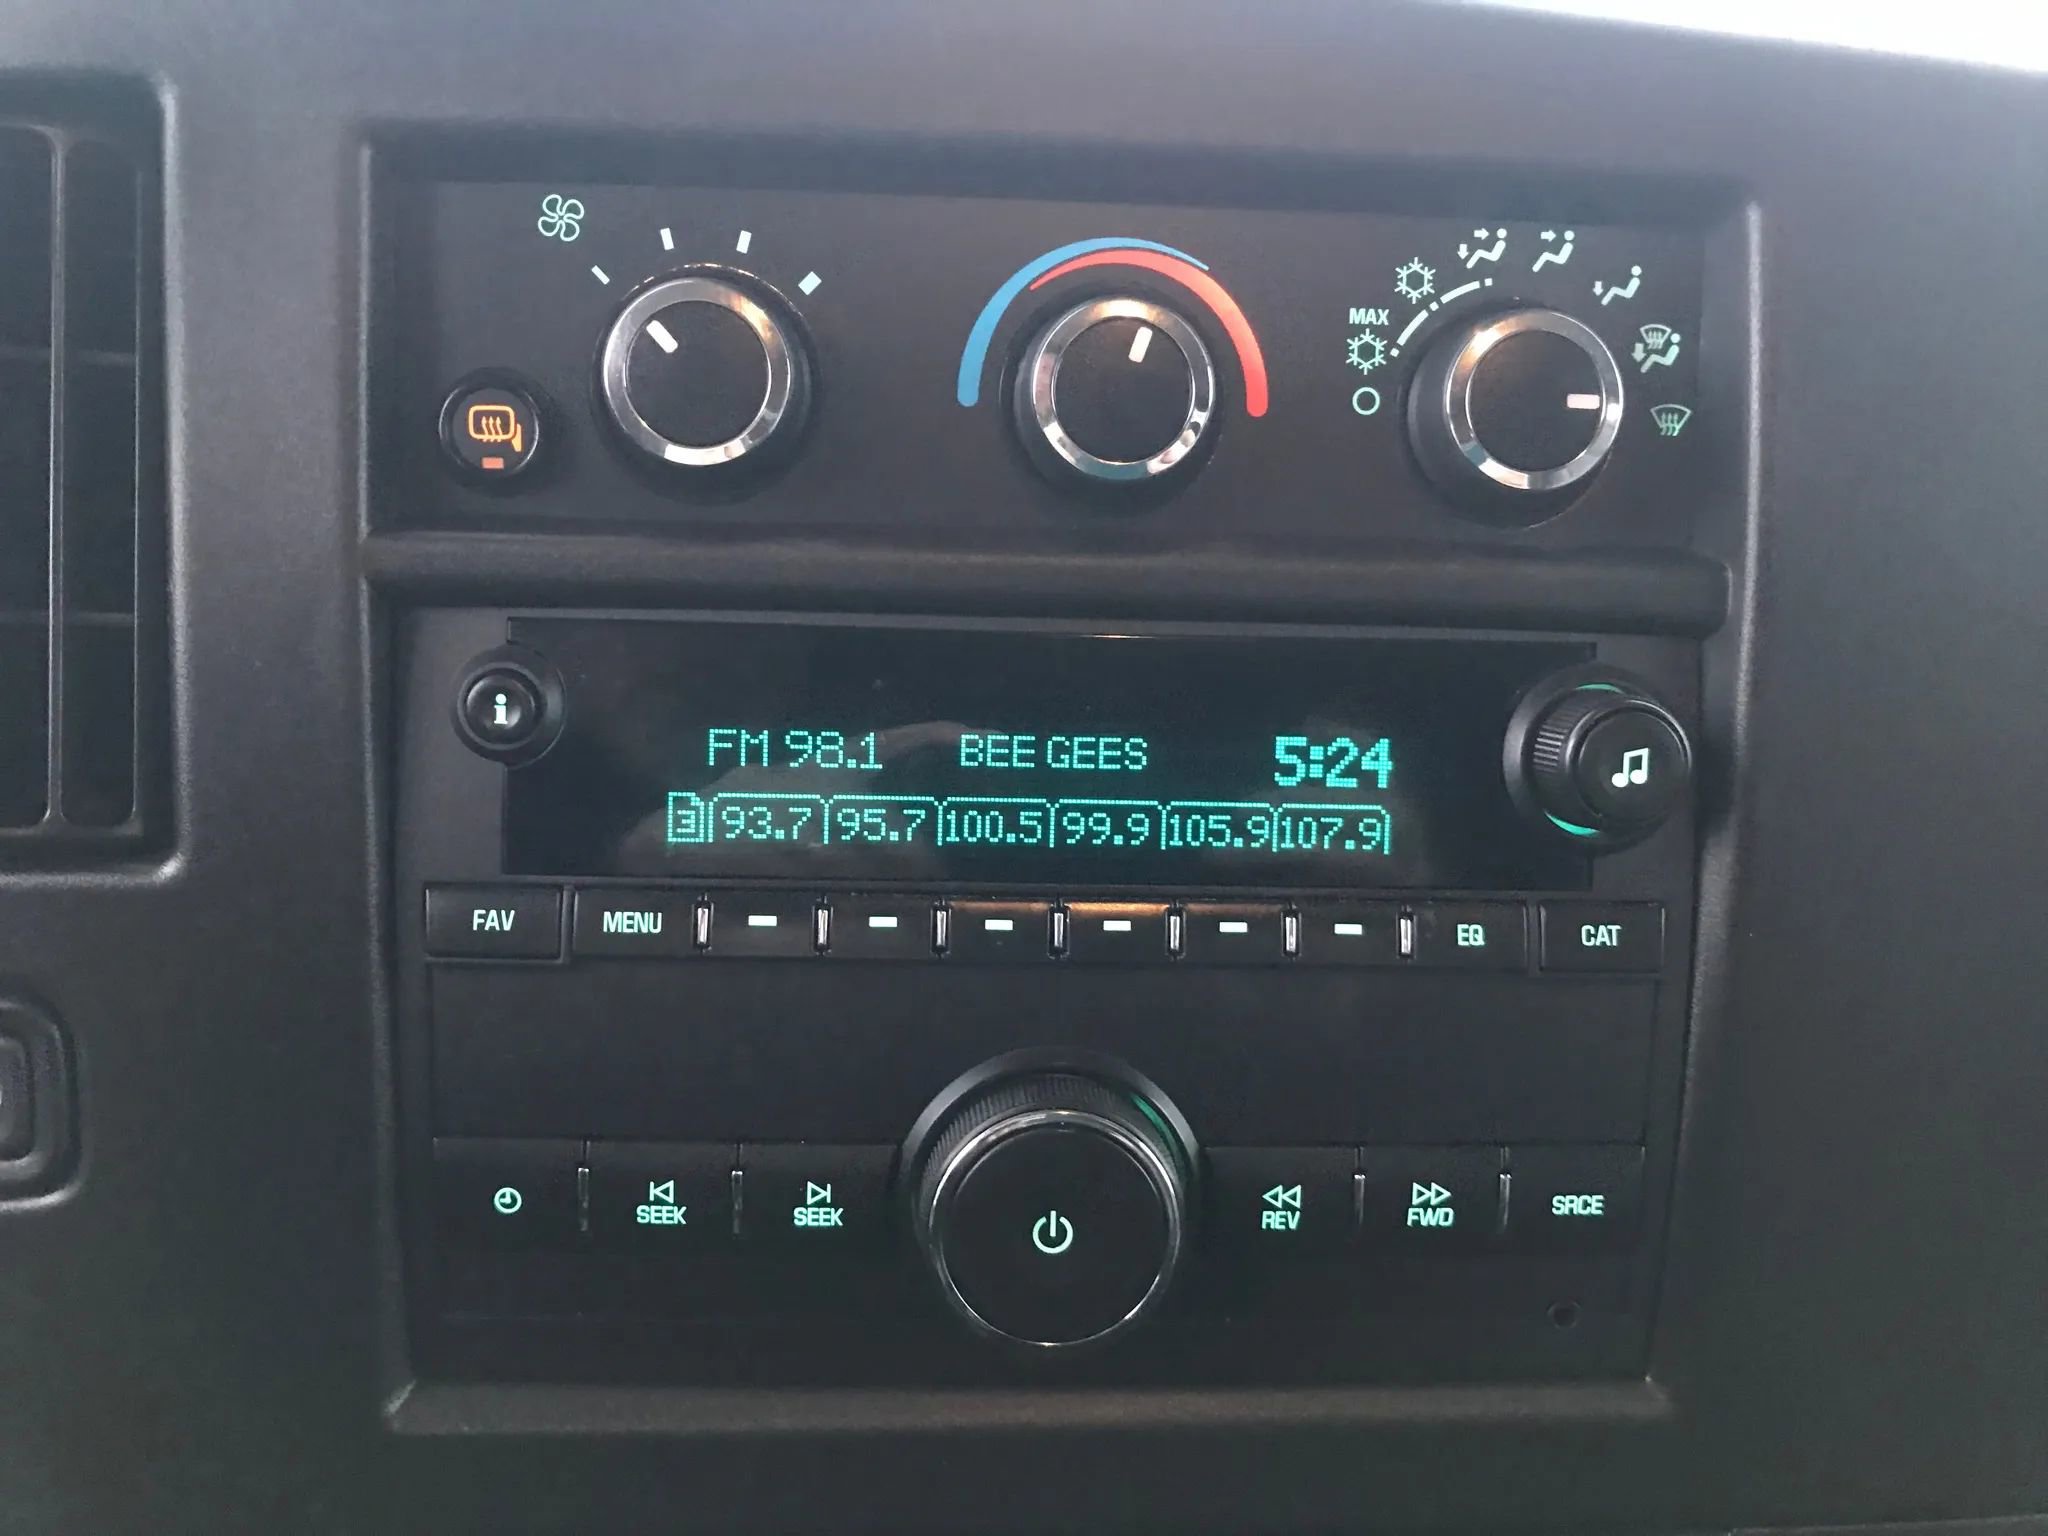 MAX
i
FM 98.1 BEE GEES 5:24
3 93.7 95.7 100.5 99.9 105.9 107.9
FAV MENU EQ CAT
SEEK SEEK REV FWD SRCE